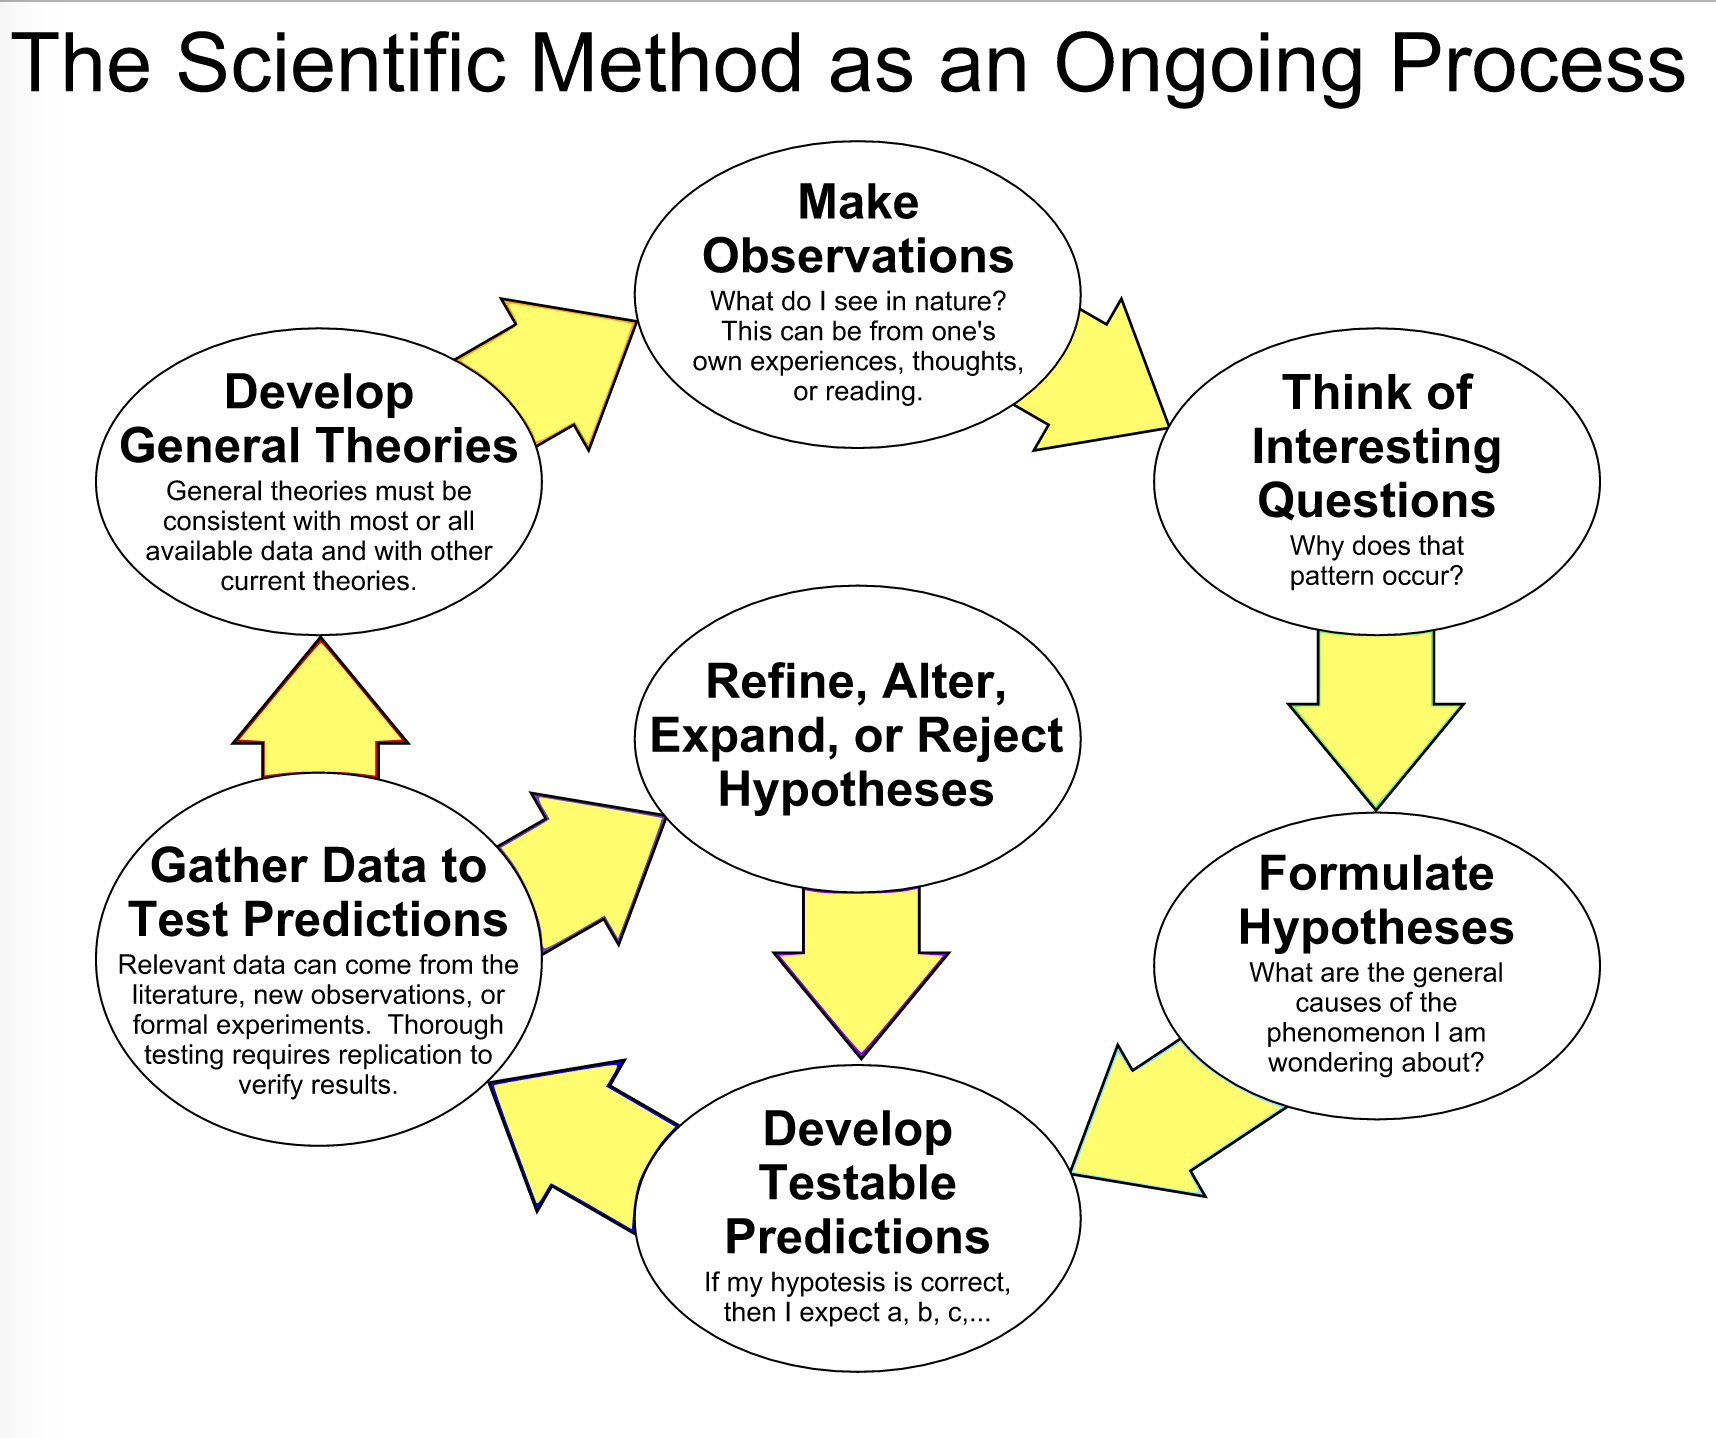 The Scientific Method as an Ongoing Process
Make
Observations
What do I see in nature?
This can be from one's
own experiences, thoughts,
or reading.
Think of
Interesting
Questions
Why does that
pattern occur?
Formulate
Hypotheses
What are the general
causes of the
phenomenon I am
wondering about?
Develop
Testable
Predictions
If my hypotesis is correct,
then I expect a, b, c,...
Gather Data to
Test Predictions
Relevant data can come from the
literature, new observations, or
formal experiments.  Thorough
testing requires replication to
verify results.
Refine, Alter,
Expand, or Reject
Hypotheses
Develop
General Theories
General theories must be
consistent with most or all
available data and with other
current theories.